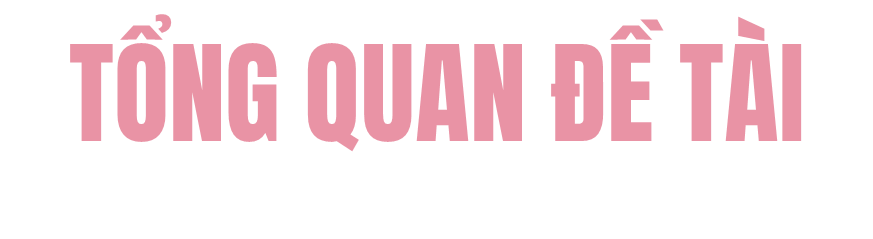 TỔNG QUAN ĐỀ TÀI